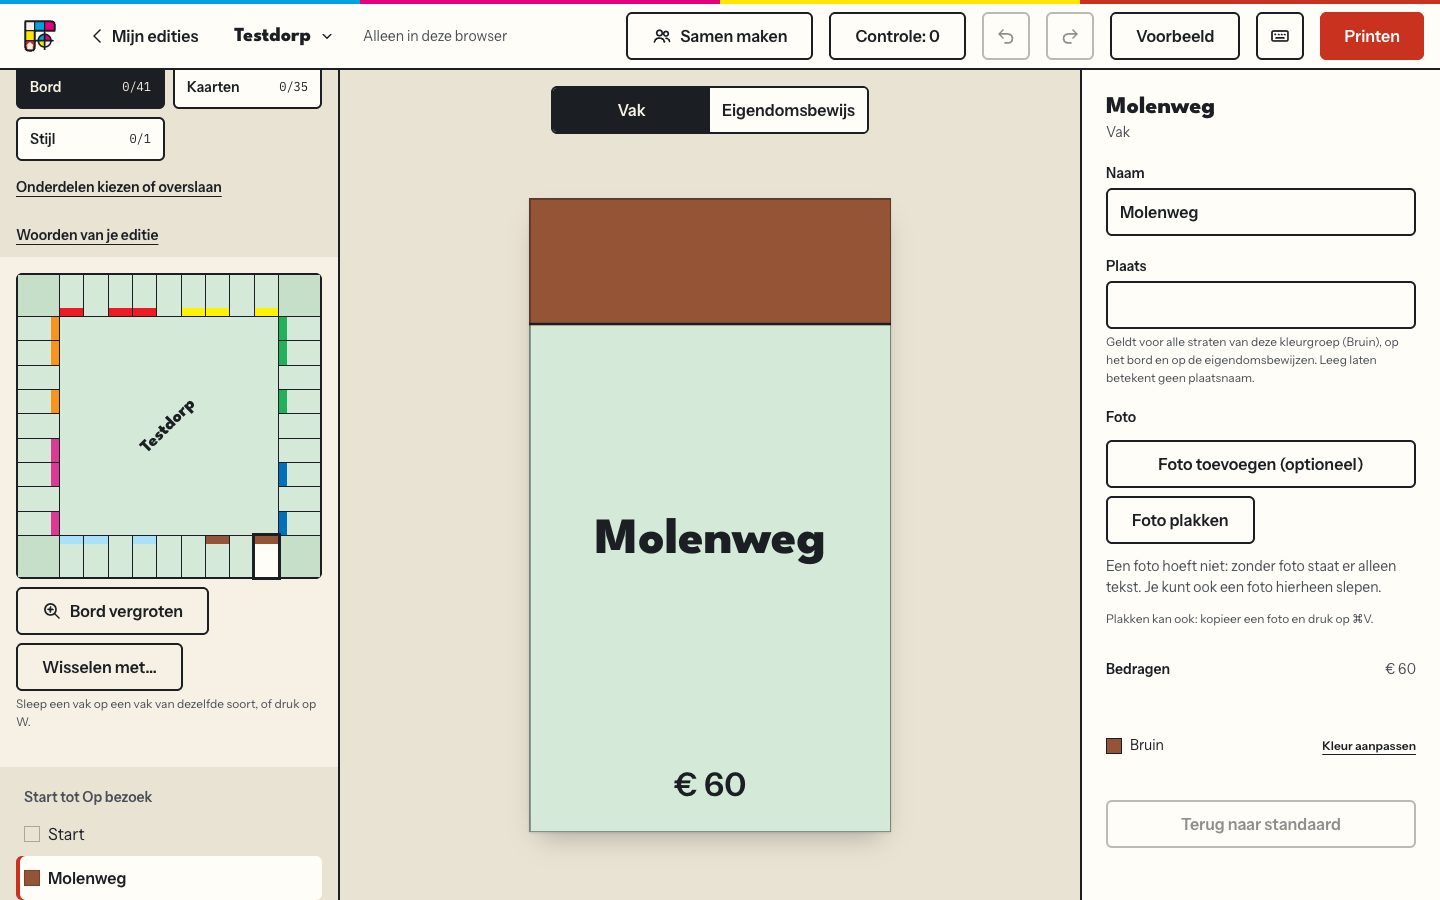 Mijn edities
Testdorp
Alleen in deze browser
Samen maken
Controle: 0
Voorbeeld
Printen
Bord 0/41
Kaarten 0/35
Stijl 0/1
Onderdelen kiezen of overslaan
Woorden van je editie
Testdorp
Bord vergroten
Wisselen met...
Sleep een vak op een vak van dezelfde soort, of druk op
W.
Start tot Op bezoek
Start
Molenweg
Vak
Eigendomsbewijs
Molenweg
€ 60
Molenweg
Vak
Naam
Molenweg
Plaats
Geldt voor alle straten van deze kleurgroep (Bruin), op
het bord en op de eigendomsbewijzen. Leeg laten
betekent geen plaatsnaam.
Foto
Foto toevoegen (optioneel)
Foto plakken
Een foto hoeft niet: zonder foto staat er alleen
tekst. Je kunt ook een foto hierheen slepen.
Plakken kan ook: kopieer een foto en druk op ⌘V.
Bedragen € 60
Bruin Kleur aanpassen
Terug naar standaard